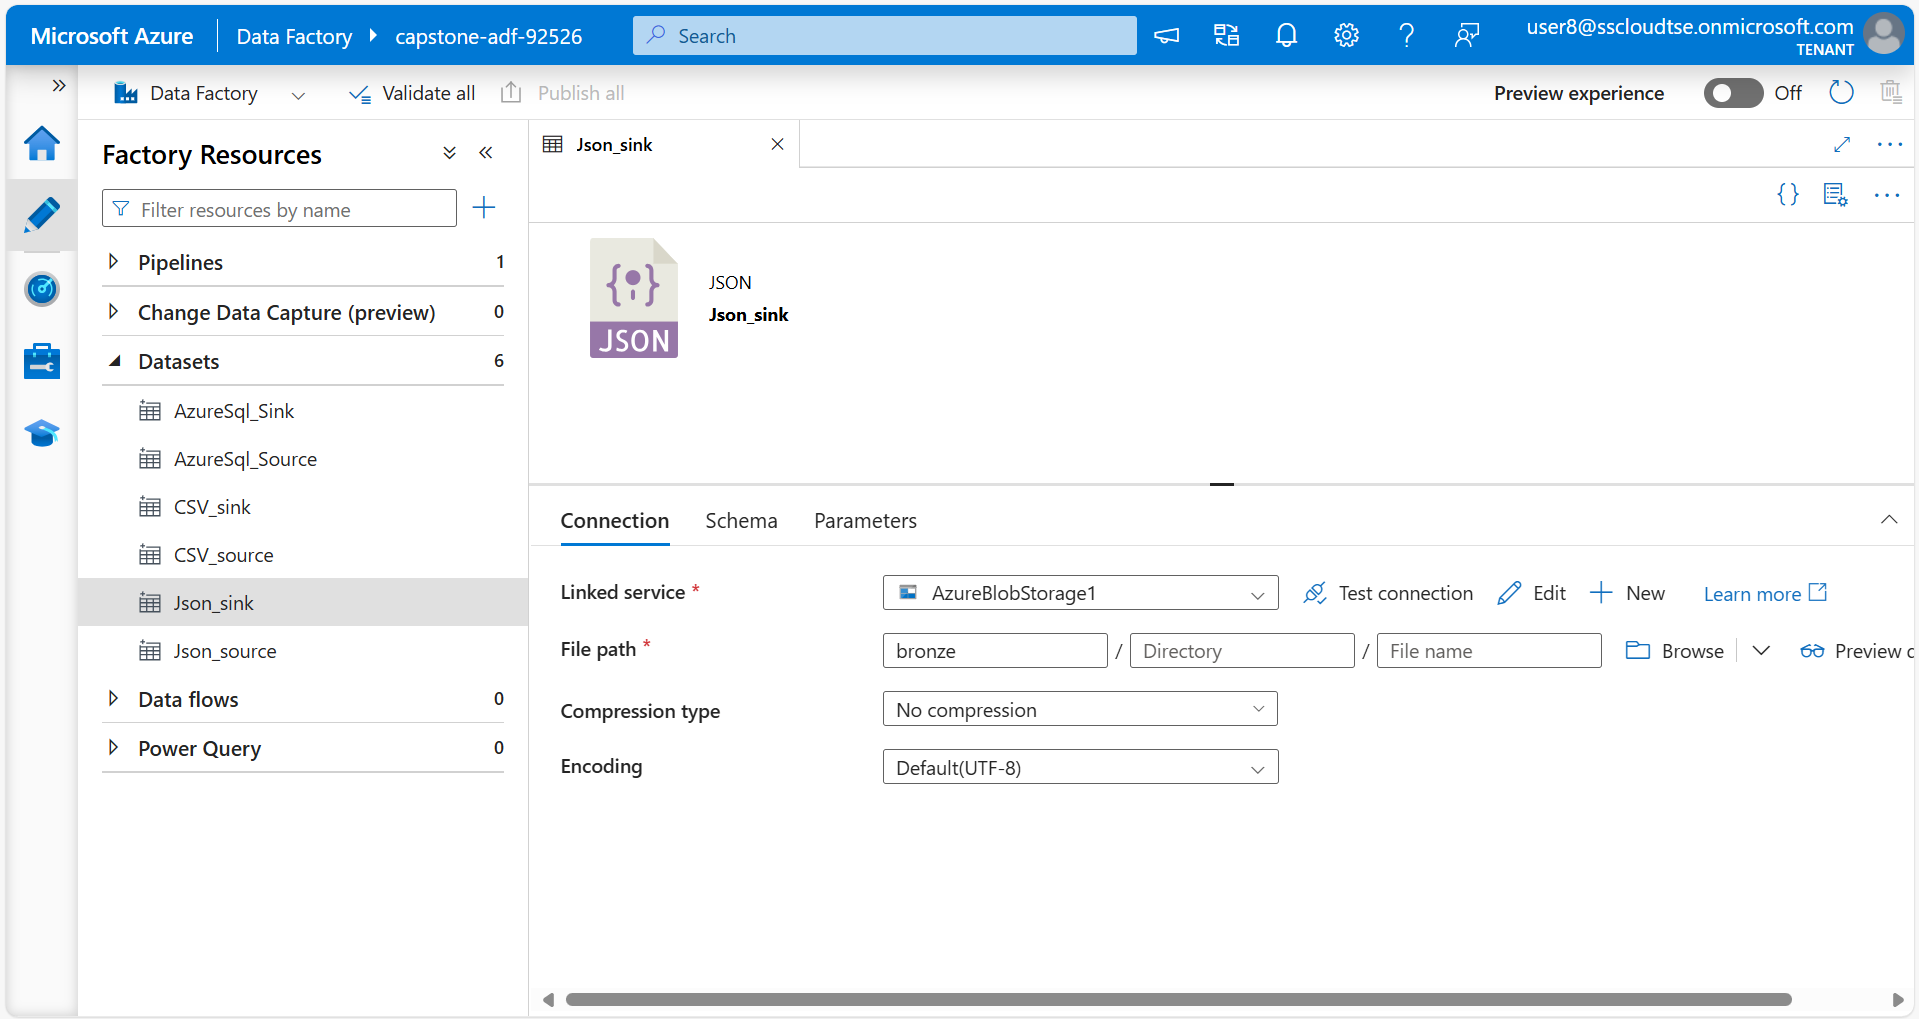 Microsoft Azure
Data Factory
capstone-adf-92526
Search
user8@sscloudtse.onmicrosoft.com
TENANT
Data Factory
Validate all
Publish all
Preview experience
Off
Factory Resources
Filter resources by name
Pipelines 1
Change Data Capture (preview) 0
Datasets 6
AzureSql_Sink
AzureSql_Source
CSV_sink
CSV_source
Json_sink
Json_source
Data flows 0
Power Query 0
Json_sink
JSON
JSON
Json_sink
Connection Schema Parameters
Linked service * AzureBlobStorage1 Test connection Edit New Learn more
File path * bronze / Directory / File name Browse Preview
Compression type No compression
Encoding Default(UTF-8)